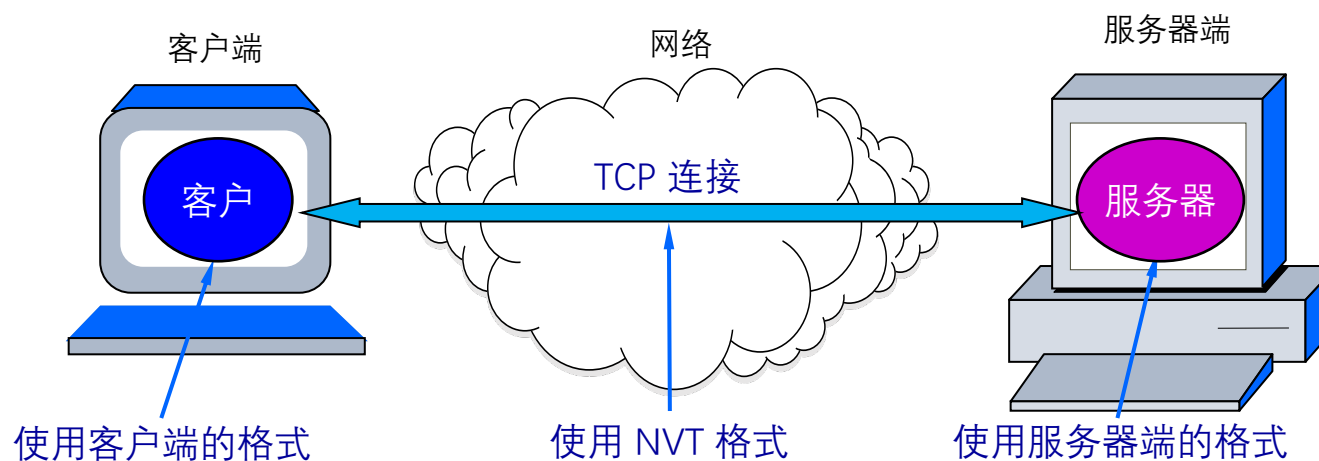 客户端
网络
服务器端
TCP 连接
客户
服务器
使用客户端的格式
使用 NVT 格式
使用服务器端的格式